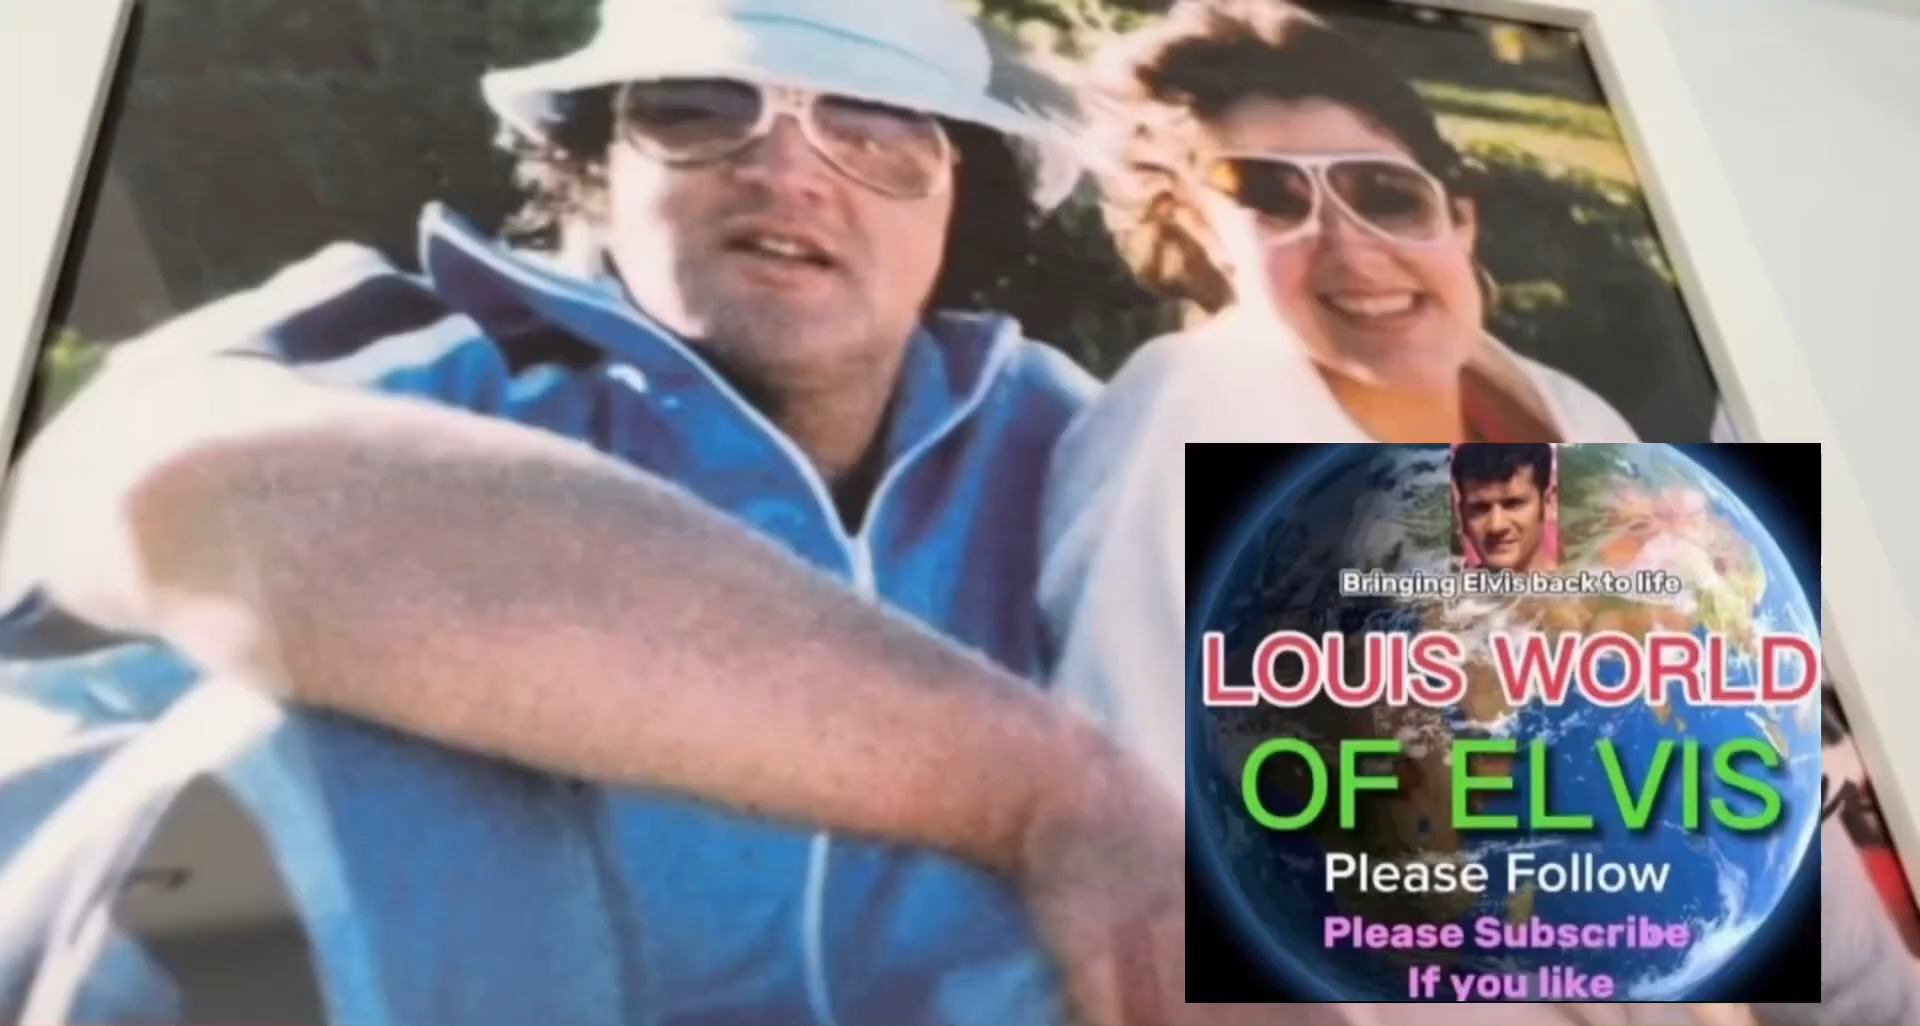 Bringing Elvis back to life
LOUIS WORLD
OF ELVIS
Please Follow
Please Subscribe
If you like